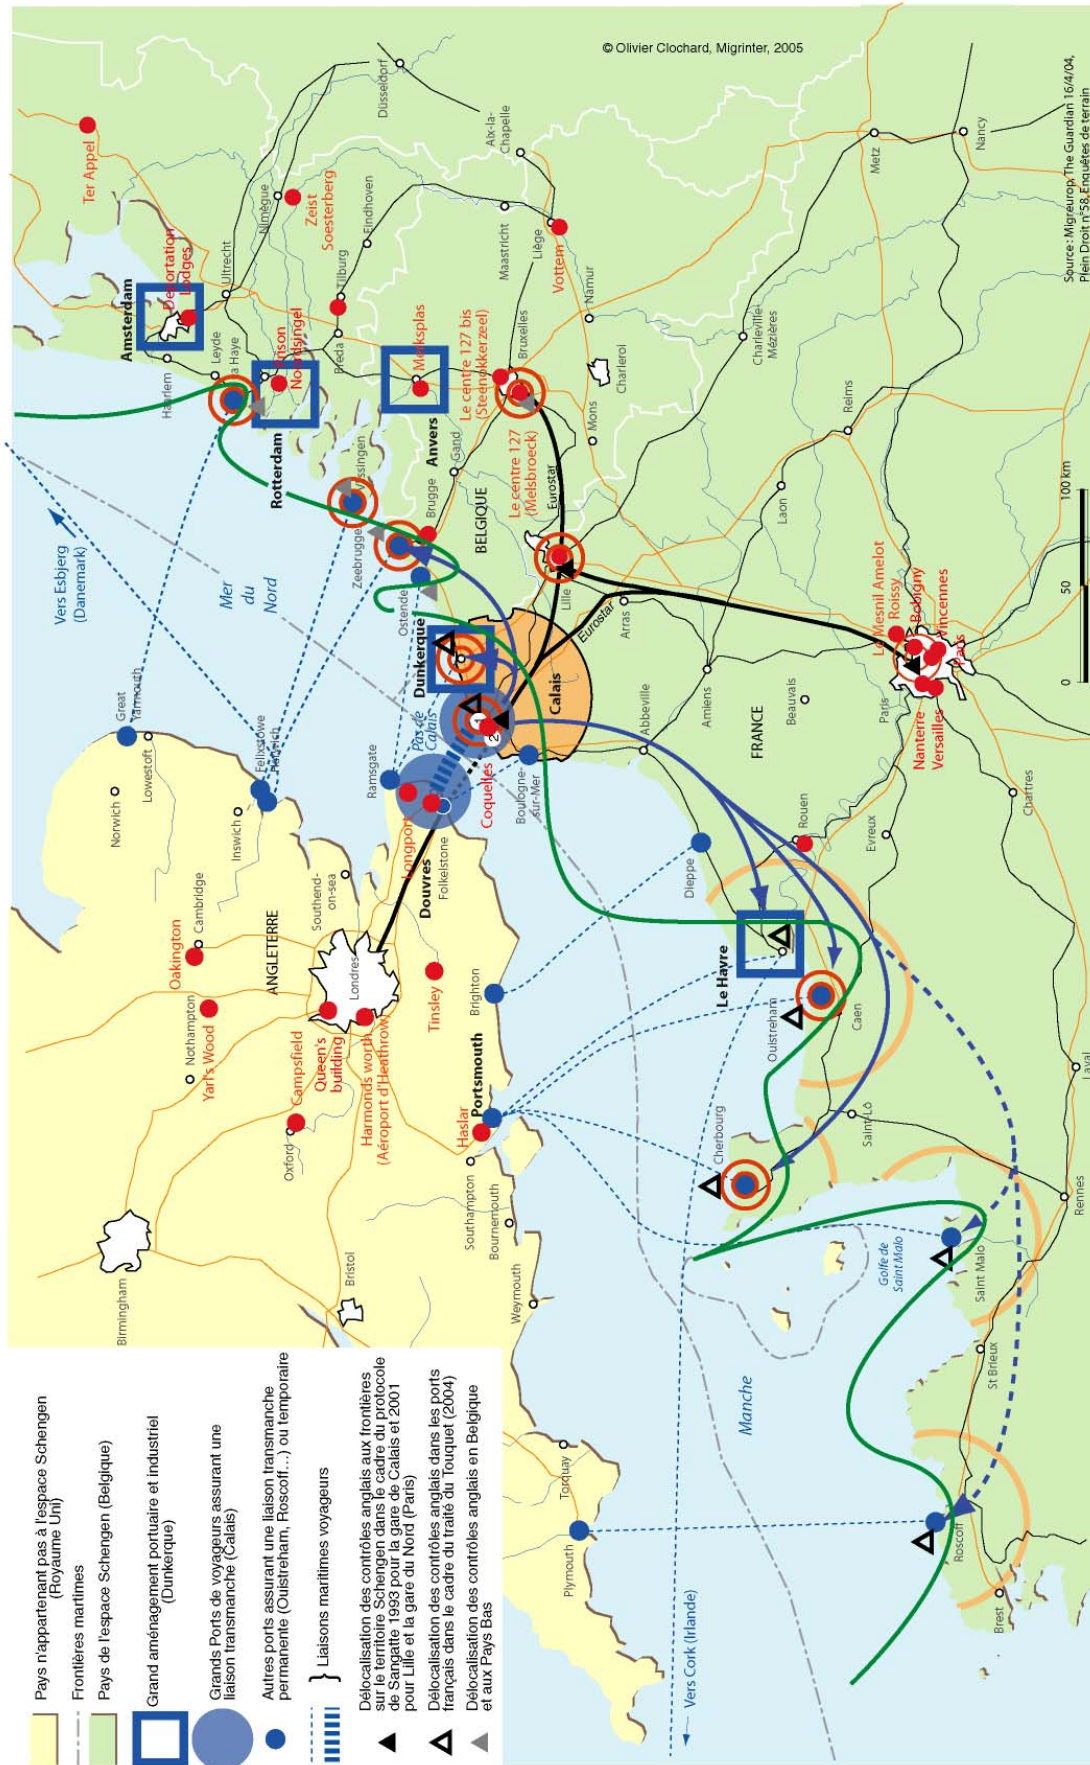 © Olivier Clochard, Migrinter, 2005
Source : Migreurop, The Guardian 16/4/04,
Plein Droit n°58, Enquêtes de terrain
Pays n'appartenant pas à l'espace Schengen
(Royaume Uni)
Frontières martimes
Pays de l'espace Schengen (Belgique)
Grand aménagement portuaire et industriel
(Dunkerque)
Grands Ports de voyageurs assurant une
liaison transmanche (Calais)
Autres ports assurant une liaison transmanche
permanente (Ouistreham, Roscoff...) ou temporaire
} Liaisons maritimes voyageurs
Délocalisation des contrôles anglais aux frontières
sur le territoire Schengen dans le cadre du protocole
de Sangatte 1993 pour la gare de Calais et 2001
pour Lille et la gare du Nord (Paris)
Délocalisation des contrôles anglais dans les ports
français dans le cadre du traité du Touquet (2004)
Délocalisation des contrôles anglais en Belgique
et aux Pays Bas
Birmingham
Bristol
Oxford
Campsfield
Nothampton
Yarl's Wood
Oakington
Cambridge
ANGLETERRE
Norwich
Lowestoft
Great
Yarmouth
Inswich
Felixstowe
Harwich
Southend-
on-sea
Londres
Queen's
building
Harmonds worth
(Aéroport d'Heathrow)
Tinsley
Longport
Ramsgate
Douvres
Folkelstone
Brighton
Portsmouth
Haslar
Southampton
Bournemouth
Weymouth
Torquay
Plymouth
Vers Esbjerg
(Danemark)
Mer
du
Nord
Pas de
Calais
Manche
Golfe de
Saint Malo
Vers Cork (Irlande)
Ter Appel
Amsterdam
Deportation
Lodges
Haarlem
Leyde
La Haye
Ultrecht
Nimègue
Zeist
Soesterberg
Rotterdam
Prison
Noordsingel
Breda
Tilburg
Eindhoven
Düsseldorf
Aix-la-
Chapelle
Maastricht
Liège
Vottem
Namur
Vlissingen
Zeebrugge
Brugge
Ostende
Gand
Anvers
Merksplas
Le centre 127 bis
(Steenokkerzeel)
Bruxelles
Le centre 127
(Melsbroeck)
BELGIQUE
Mons
Charleroi
Eurostar
Lille
Eurostar
Dunkerque
1
2
Calais
Coquelles
Boulogne-
sur-Mer
Arras
Abbeville
Amiens
Dieppe
FRANCE
Beauvais
Rouen
Evreux
Le Havre
Ouistreham
Caen
Cherbourg
Saint-Lô
Saint Malo
St Brieux
Roscoff
Brest
Rennes
Laval
Chartres
Paris
Nanterre
Versailles
Le Mesnil Amelot
Roissy
Bobigny
Vincennes
Paris
Laon
Reims
Charleville-
Mézières
Metz
Nancy
0
50
100 km